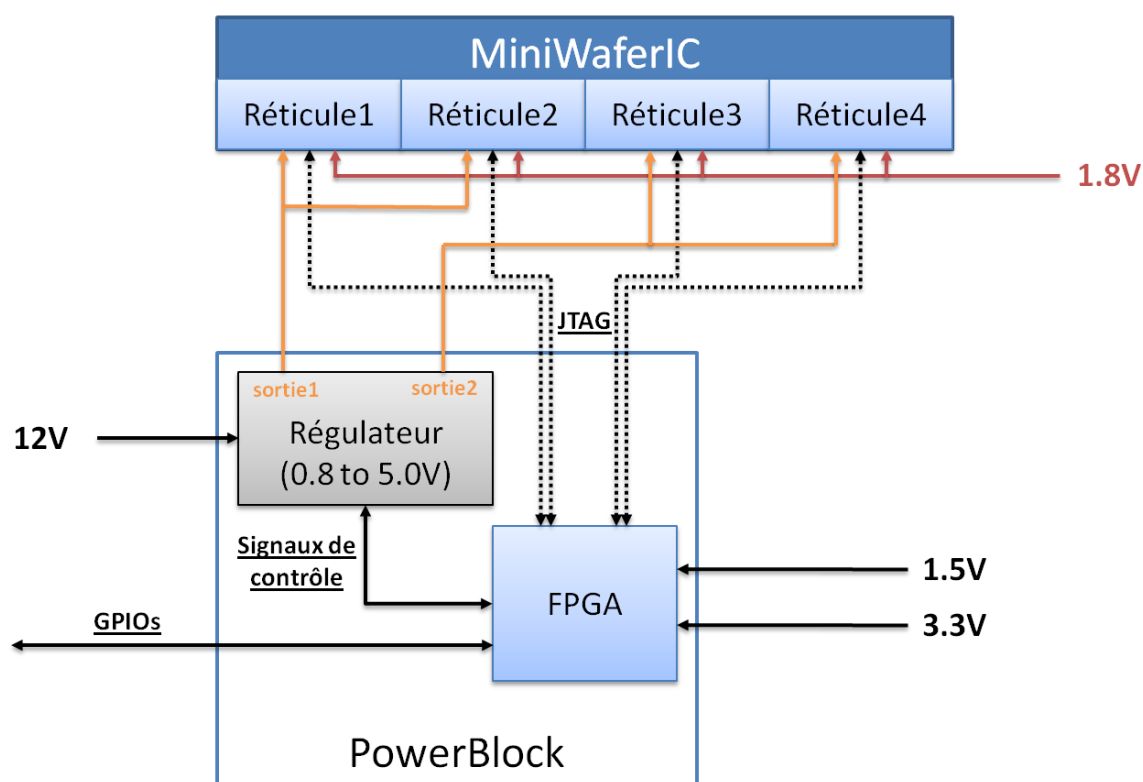 MiniWaferIC
Réticule1
Réticule2
Réticule3
Réticule4
1.8V
JTAG
sortie1
sortie2
12V
Régulateur
(0.8 to 5.0V)
Signaux de
contrôle
1.5V
FPGA
GPIOs
3.3V
PowerBlock